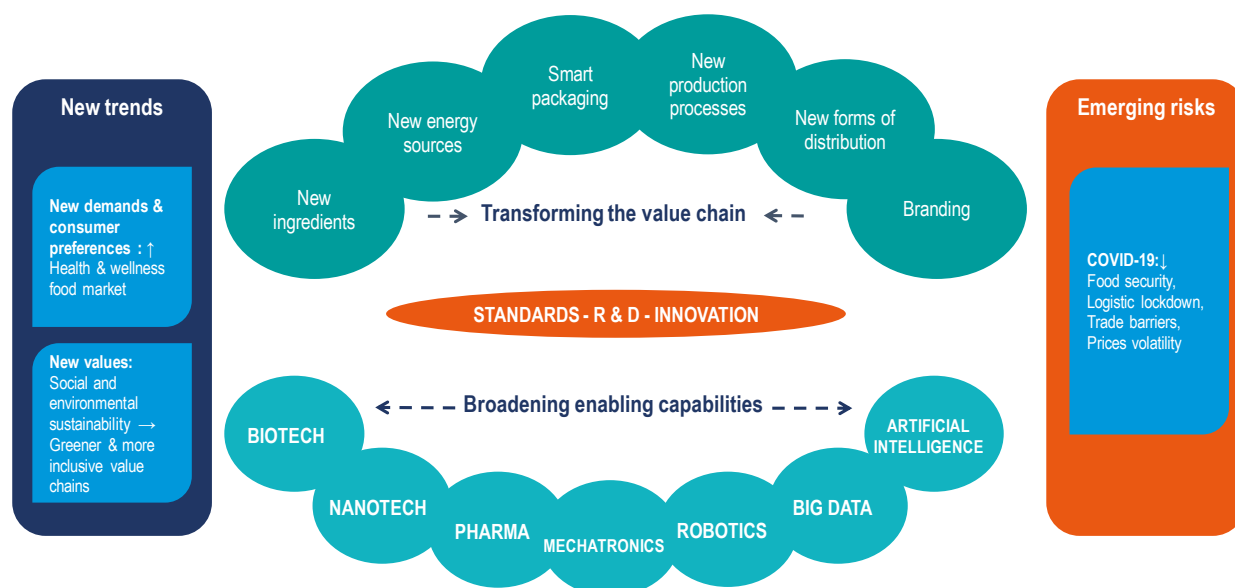 New trends
New demands &
consumer
preferences : ↑
Health & wellness
food market
New values:
Social and
environmental
sustainability →
Greener & more
inclusive value
chains
New
ingredients
New energy
sources
Smart
packaging
New
production
processes
New forms of
distribution
Branding
Transforming the value chain
STANDARDS - R & D - INNOVATION
Broadening enabling capabilities
BIOTECH
NANOTECH
PHARMA
MECHATRONICS
ROBOTICS
BIG DATA
ARTIFICIAL
INTELLIGENCE
Emerging risks
COVID-19:↓
Food security,
Logistic lockdown,
Trade barriers,
Prices volatility